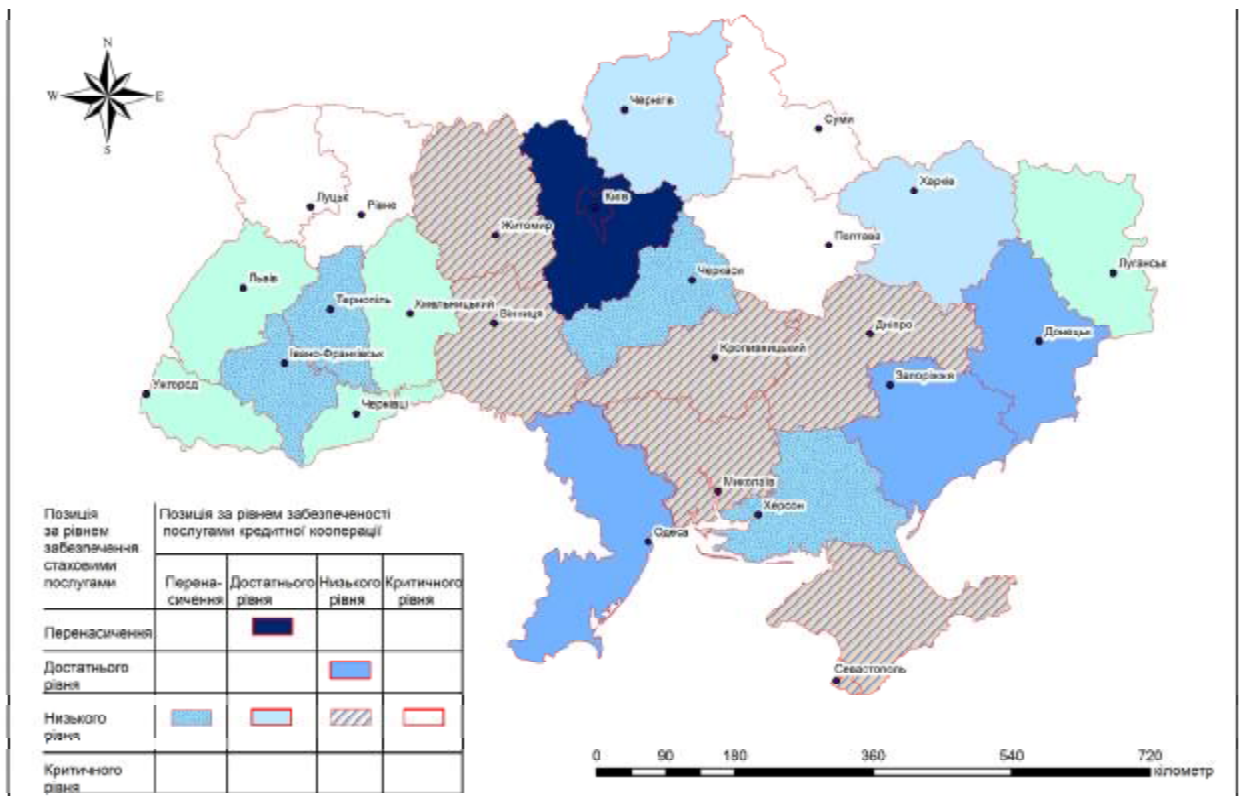 N
W
E
S
Чернігів
Суми
Київ
Харків
Луцьк
Рівне
Житомир
Полтава
Луганськ
Львів
Тернопіль
Хмельницький
Вінниця
Черкаси
Дніпро
Донецьк
Івано-Франківськ
Кропивницький
Запоріжжя
Ужгород
Чернівці
Миколаїв
Херсон
Одеса
Севастополь
Позиція
за рівнем
забезпечення
стаховими
послугами
Позиція за рівнем забезпеченості
послугами кредитної кооперації
Перена-
сичення
Достатнього
рівня
Низького
рівня
Критичного
рівня
Перенасичення
Достатнього
рівня
Низького
рівня
Критичного
рівня
0 90 180 360 540 720
кілометр